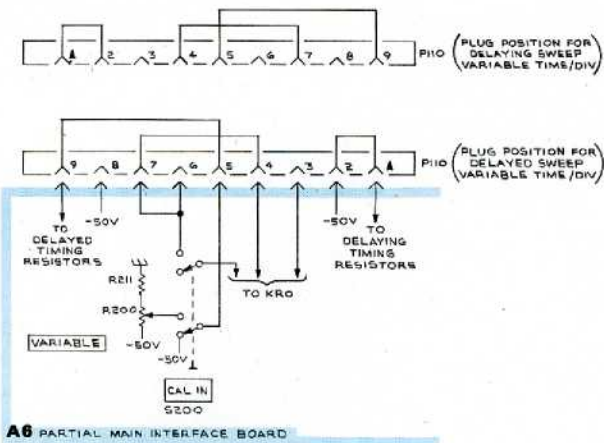 2 3 4 5 6 7 8 9
P110 (PLUG POSITION FOR
DELAYING SWEEP
VARIABLE TIME/DIV)
9 8 7 6 5 4 3 2
P110 (PLUG POSITION FOR
DELAYED SWEEP
VARIABLE TIME/DIV)
TO
DELAYED
TIMING
RESISTORS
-50V
-50V
TO
DELAYING
TIMING
RESISTORS
R211
R200
TO KRO
VARIABLE
-50V
-50V
CAL IN
S200
A6 PARTIAL MAIN INTERFACE BOARD